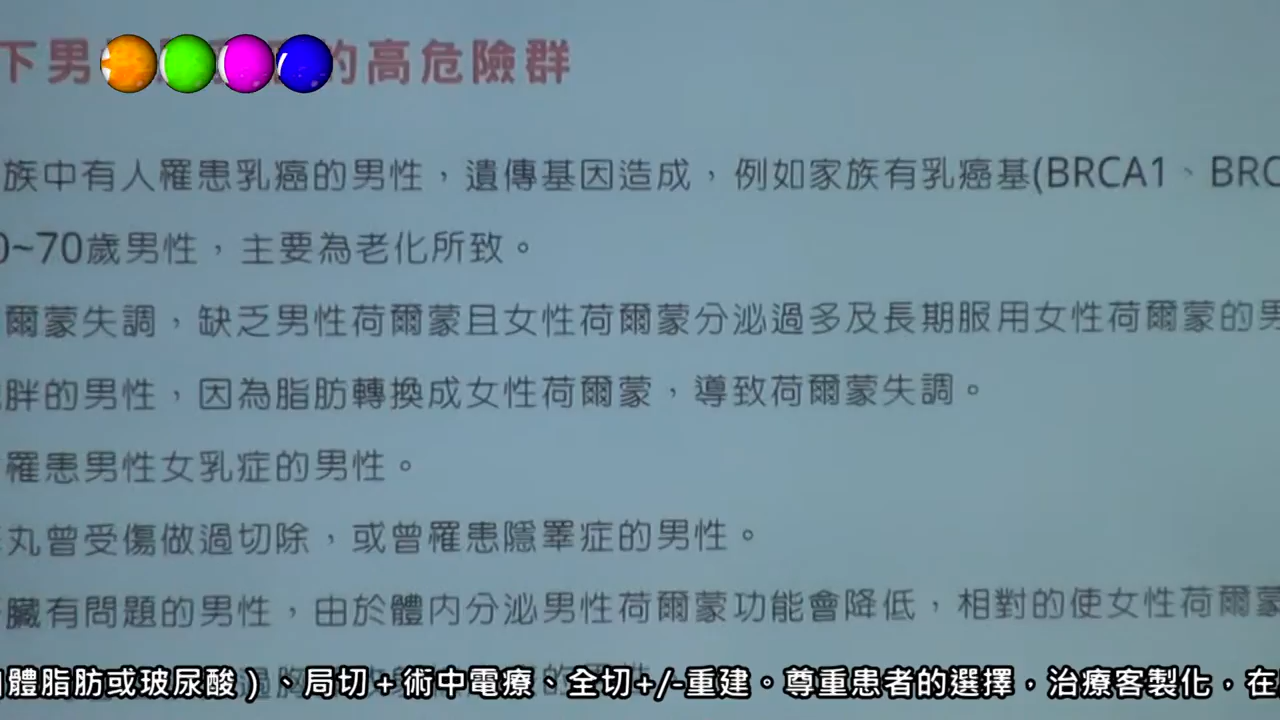 下男 的高危險群
族中有人罹患乳癌的男性，遺傳基因造成，例如家族有乳癌基(BRCA1、BRC
0~70歲男性，主要為老化所致。
爾蒙失調，缺乏男性荷爾蒙且女性荷爾蒙分泌過多及長期服用女性荷爾蒙的男
胖的男性，因為脂肪轉換成女性荷爾蒙，導致荷爾蒙失調。
罹患男性女乳症的男性。
丸曾受傷做過切除，或曾罹患隱睪症的男性。
臟有問題的男性，由於體內分泌男性荷爾蒙功能會降低，相對的使女性荷爾蒙
體脂肪或玻尿酸）、局切+術中電療、全切+/-重建。尊重患者的選擇，治療客製化，在